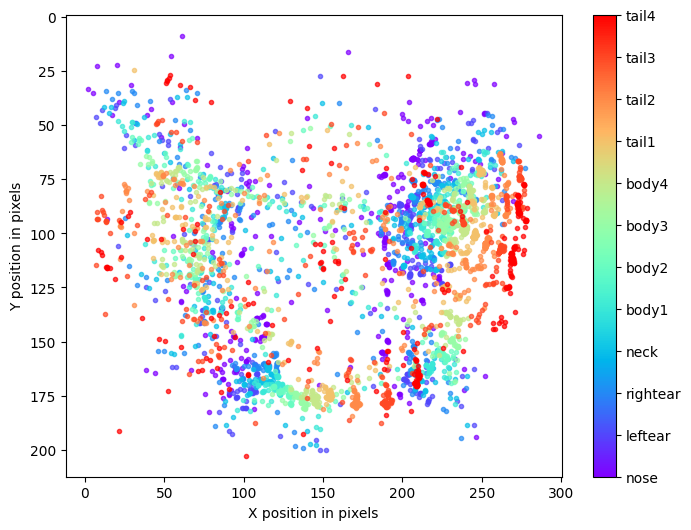 0
25
50
75
100
125
150
175
200
Y position in pixels
0
50
100
150
200
250
300
X position in pixels
tail4
tail3
tail2
tail1
body4
body3
body2
body1
neck
rightear
leftear
nose